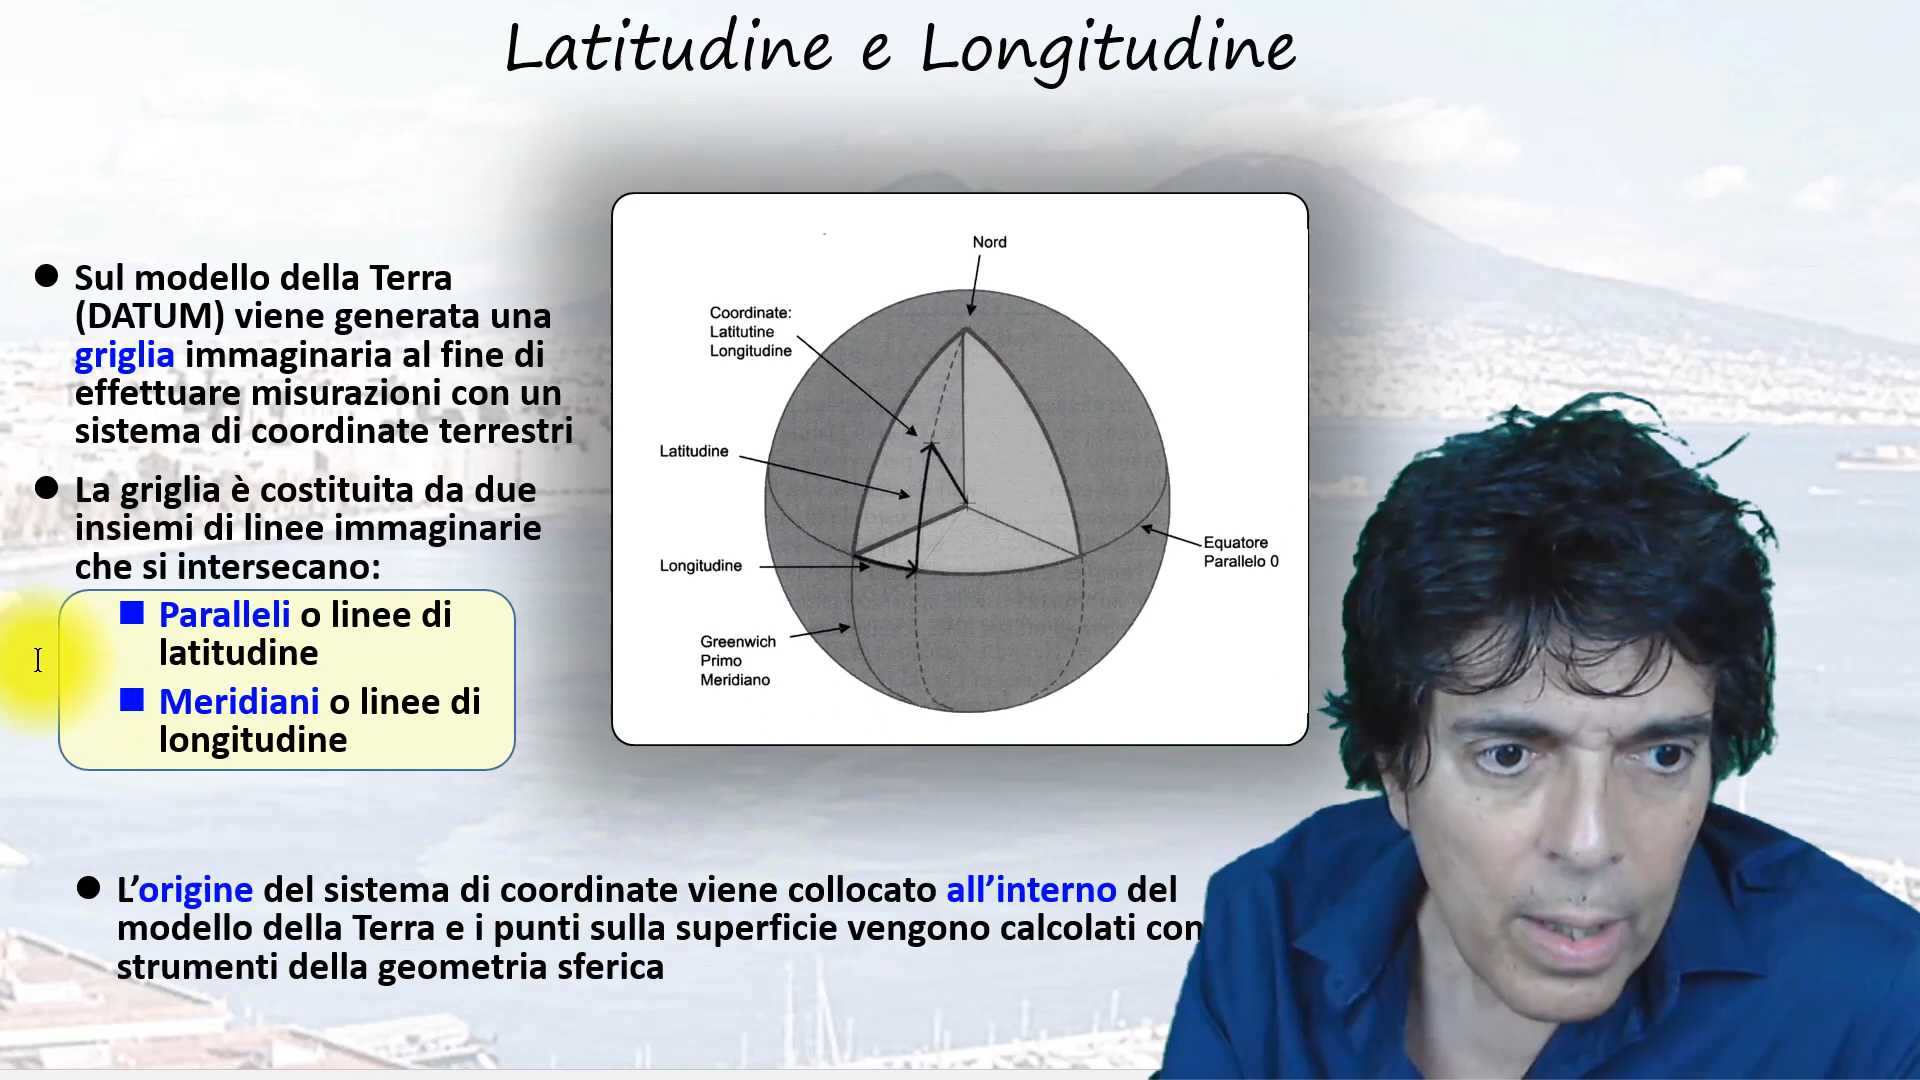 Latitudine e Longitudine
● Sul modello della Terra
(DATUM) viene generata una
griglia immaginaria al fine di
effettuare misurazioni con un
sistema di coordinate terrestri
● La griglia è costituita da due
insiemi di linee immaginarie
che si intersecano:
■ Paralleli o linee di
latitudine
■ Meridiani o linee di
longitudine
Nord
Coordinate:
Latitutine
Longitudine
Latitudine
Longitudine
Equatore
Parallelo 0
Greenwich
Primo
Meridiano
● L’origine del sistema di coordinate viene collocato all’interno del
modello della Terra e i punti sulla superficie vengono calcolati con
strumenti della geometria sferica